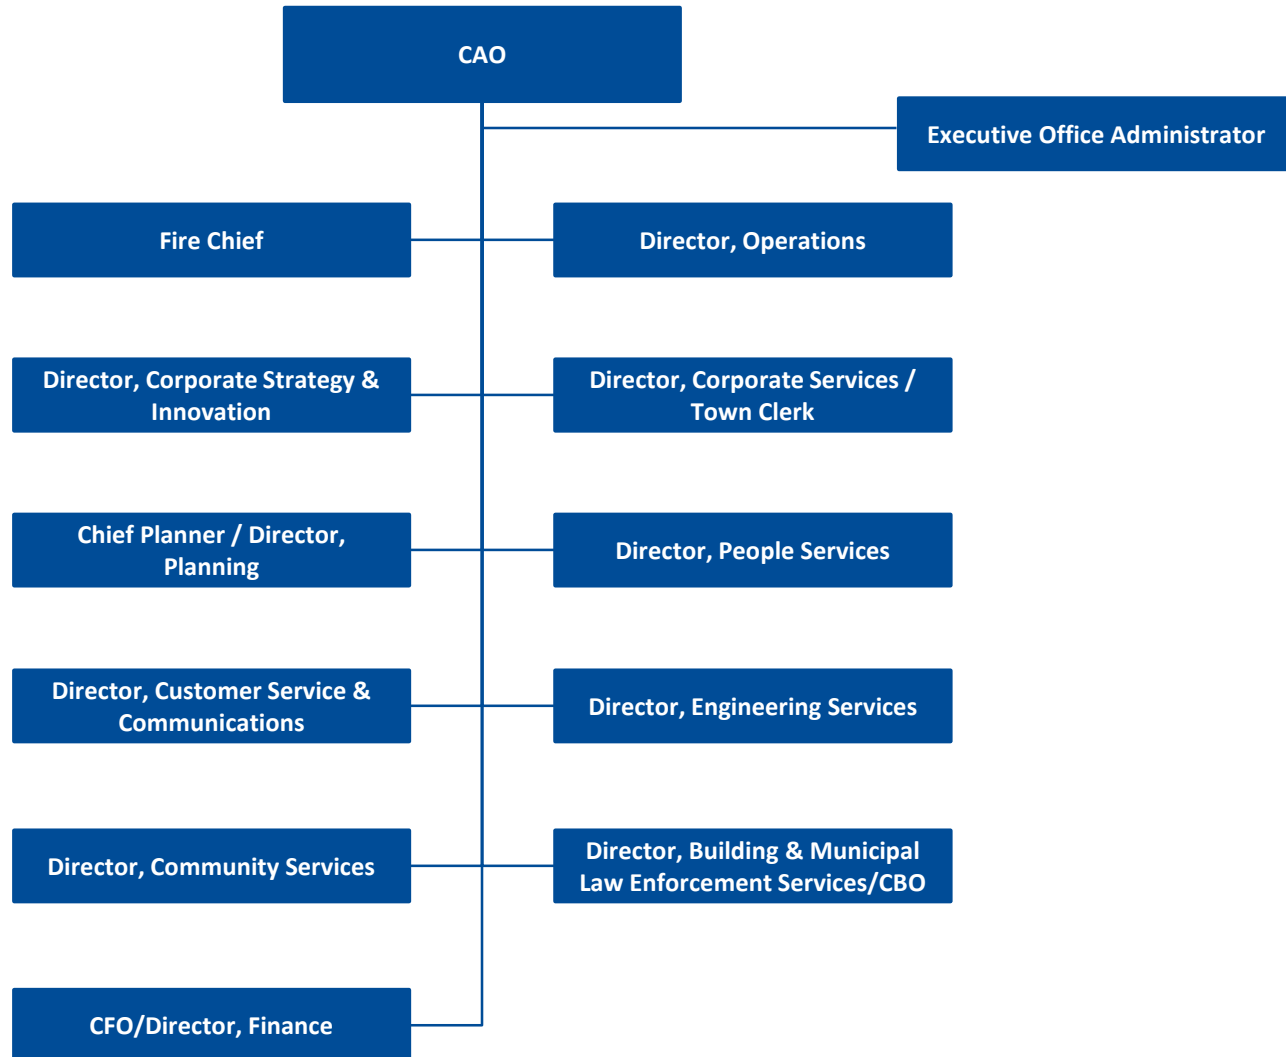 CAO
Executive Office Administrator
Fire Chief
Director, Operations
Director, Corporate Strategy &
Innovation
Director, Corporate Services /
Town Clerk
Chief Planner / Director,
Planning
Director, People Services
Director, Customer Service &
Communications
Director, Engineering Services
Director, Community Services
Director, Building & Municipal
Law Enforcement Services/CBO
CFO/Director, Finance